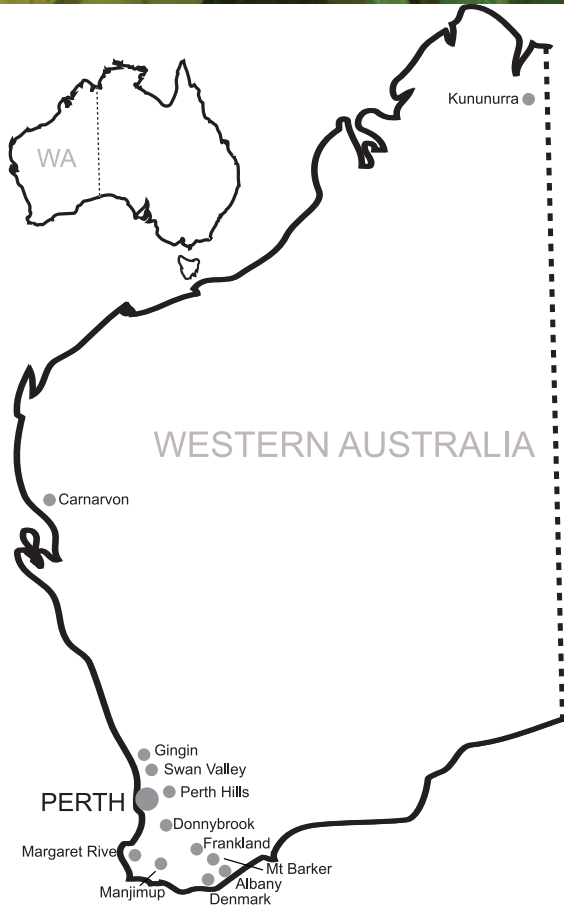 WA
Kununurra
WESTERN AUSTRALIA
Carnarvon
Gingin
Swan Valley
PERTH
Perth Hills
Donnybrook
Frankland
Margaret River
Mt Barker
Manjimup
Albany
Denmark